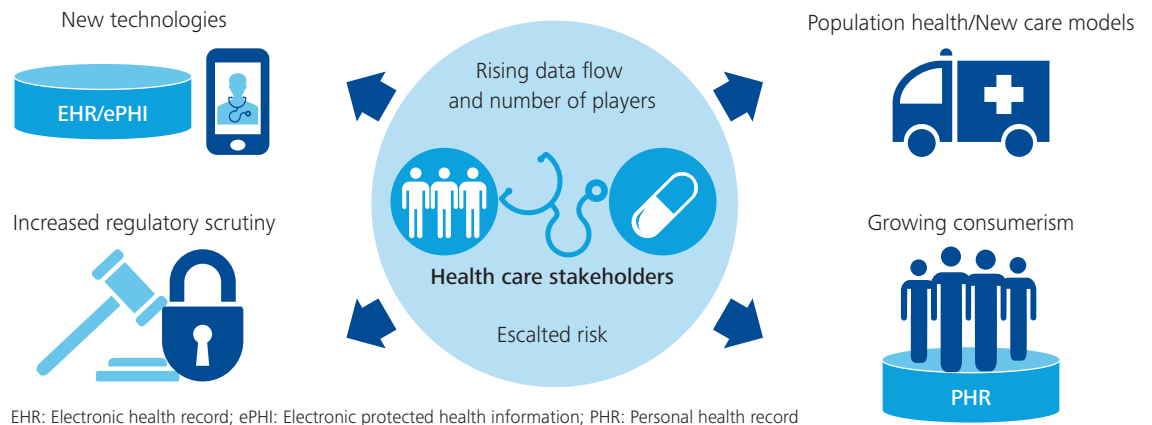 New technologies
EHR/ePHI
Increased regulatory scrutiny
Rising data flow
and number of players
Health care stakeholders
Escalted risk
Population health/New care models
Growing consumerism
PHR
EHR: Electronic health record; ePHI: Electronic protected health information; PHR: Personal health record